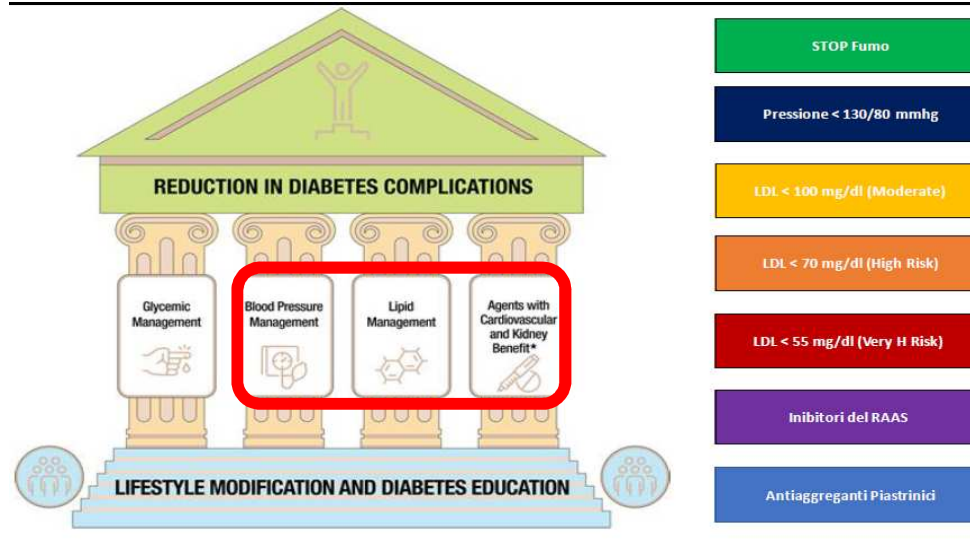 REDUCTION IN DIABETES COMPLICATIONS
Glycemic
Management
Blood Pressure
Management
Lipid
Management
Agents with
Cardiovascular
and Kidney
Benefit*
LIFESTYLE MODIFICATION AND DIABETES EDUCATION
STOP Fumo
Pressione < 130/80 mmhg
LDL < 100 mg/dl (Moderate)
LDL < 70 mg/dl (High Risk)
LDL < 55 mg/dl (Very H Risk)
Inibitori del RAAS
Antiaggreganti Piastrinici